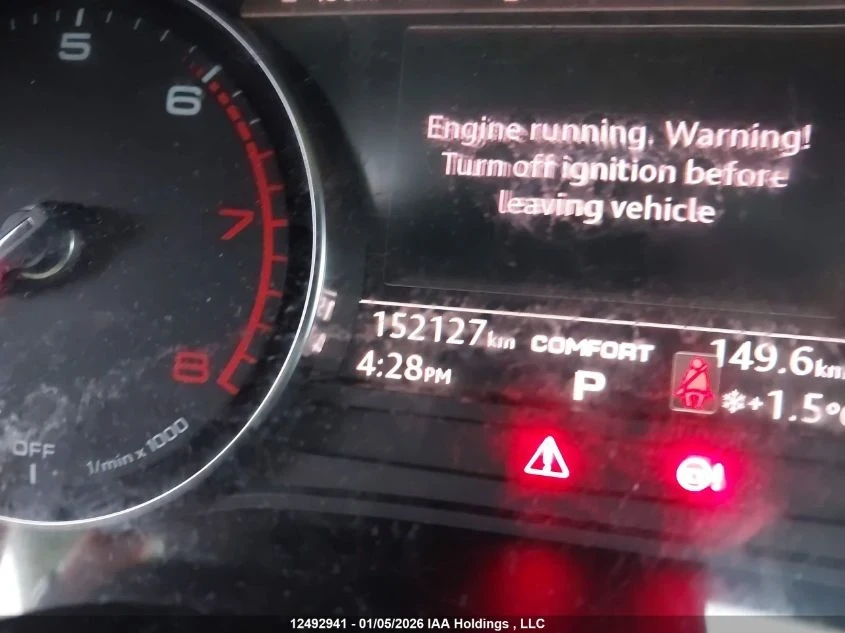 5
6
7
8
OFF
1/min x 1000
Engine running. Warning!
Turn off ignition before
leaving vehicle
152127km COMFORT 149.6km
4:28PM P +1.5°
12492941 - 01/05/2026 IAA Holdings , LLC